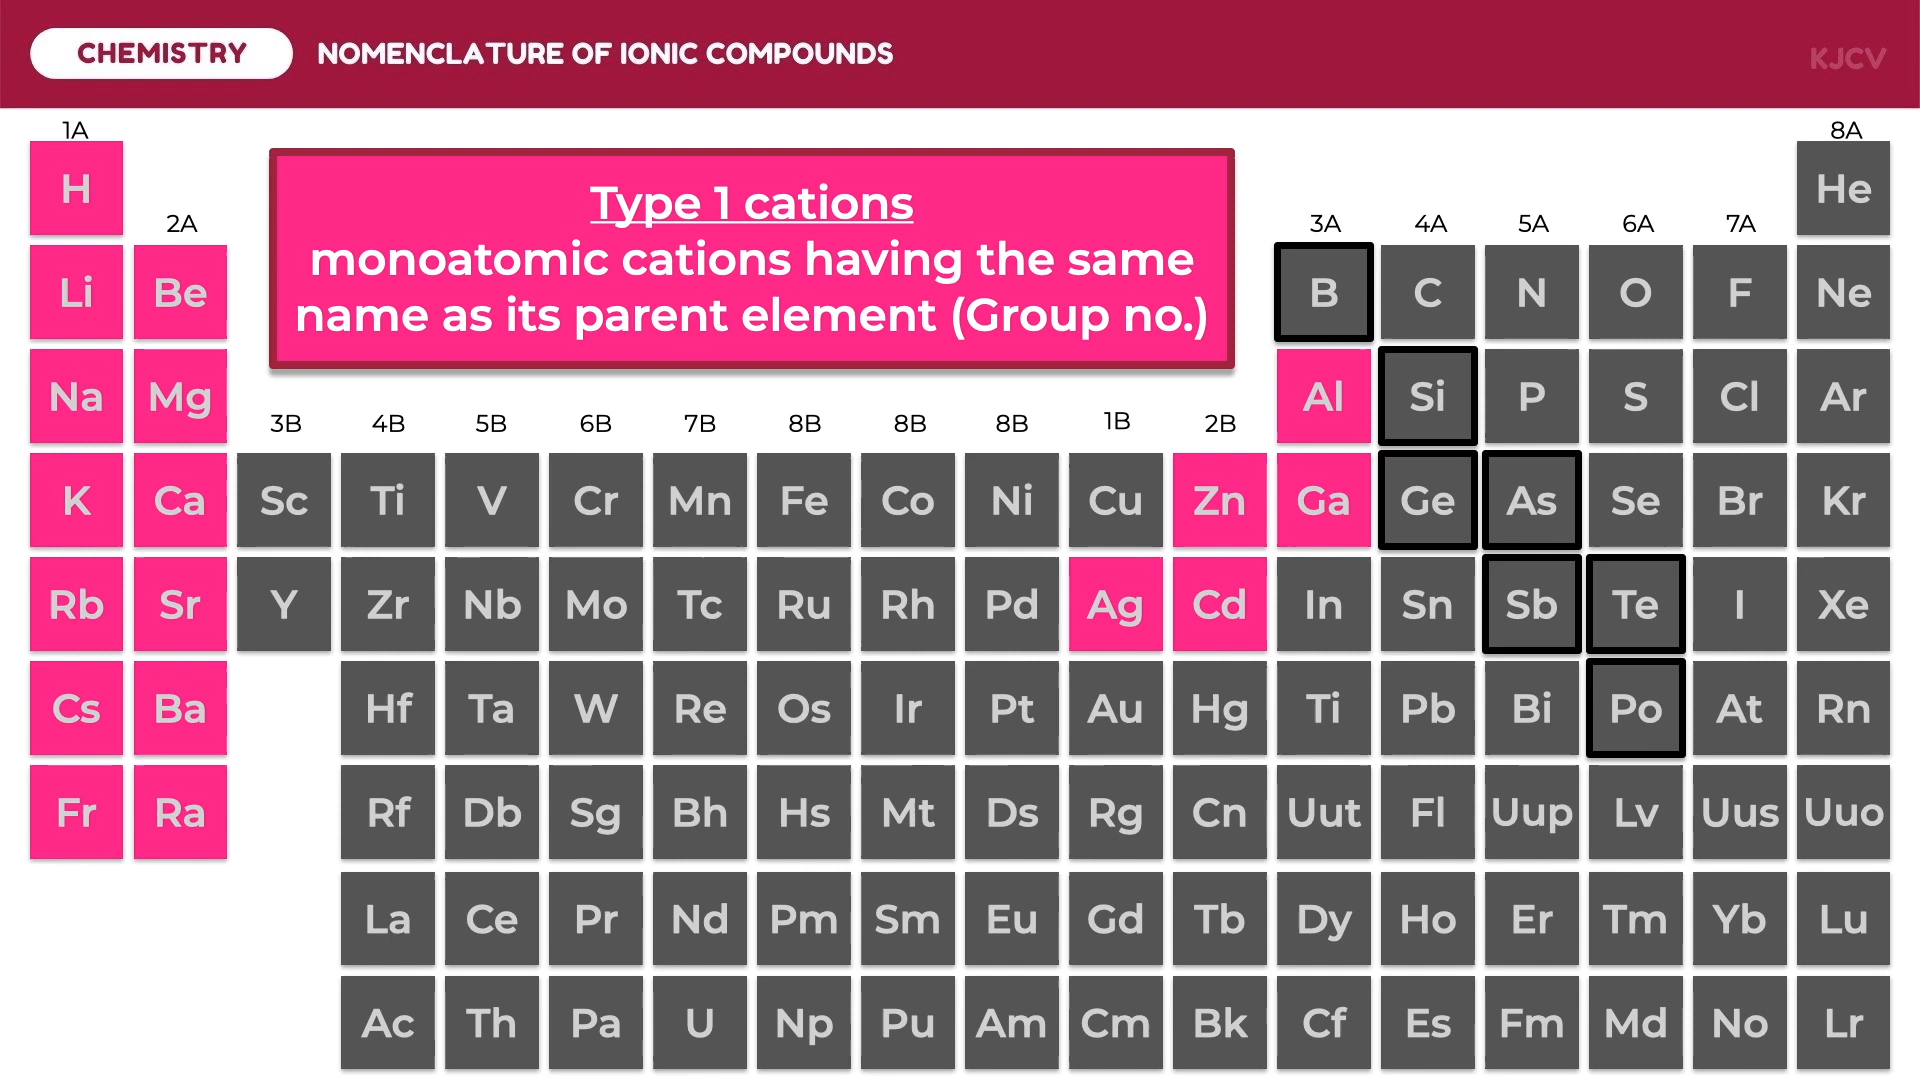 CHEMISTRY NOMENCLATURE OF IONIC COMPOUNDS KJCV
1A 8A
H He
Type 1 cations
monoatomic cations having the same
name as its parent element (Group no.)
2A 3A 4A 5A 6A 7A
Li Be B C N O F Ne
Na Mg Al Si P S Cl Ar
3B 4B 5B 6B 7B 8B 8B 8B 1B 2B
K Ca Sc Ti V Cr Mn Fe Co Ni Cu Zn Ga Ge As Se Br Kr
Rb Sr Y Zr Nb Mo Tc Ru Rh Pd Ag Cd In Sn Sb Te I Xe
Cs Ba Hf Ta W Re Os Ir Pt Au Hg Ti Pb Bi Po At Rn
Fr Ra Rf Db Sg Bh Hs Mt Ds Rg Cn Uut Fl Uup Lv Uus Uuo
La Ce Pr Nd Pm Sm Eu Gd Tb Dy Ho Er Tm Yb Lu
Ac Th Pa U Np Pu Am Cm Bk Cf Es Fm Md No Lr